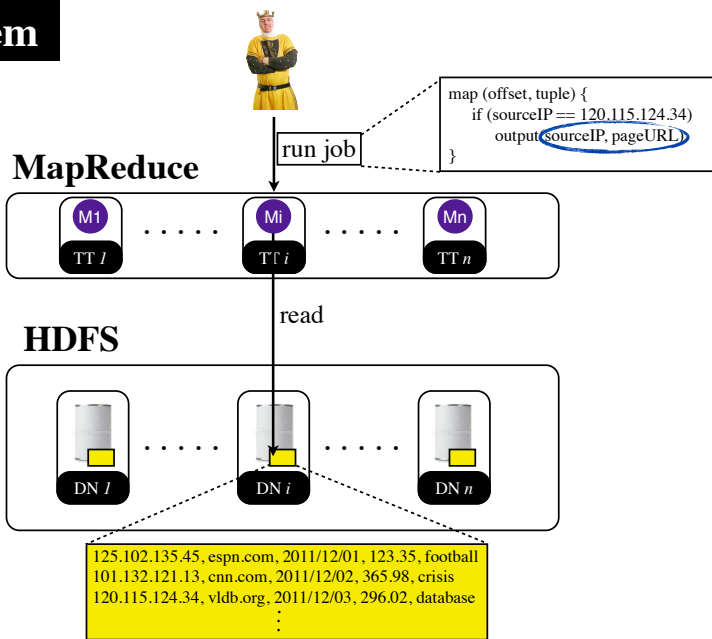 em
map (offset, tuple) {
if (sourceIP == 120.115.124.34)
output(sourceIP, pageURL)
}
run job
MapReduce
M1 . . . . . Mi . . . . . Mn
TT 1 TT i TT n
read
HDFS
. . . . . . . . . .
DN 1 DN i DN n
125.102.135.45, espn.com, 2011/12/01, 123.35, football
101.132.121.13, cnn.com, 2011/12/02, 365.98, crisis
120.115.124.34, vldb.org, 2011/12/03, 296.02, database
⋮